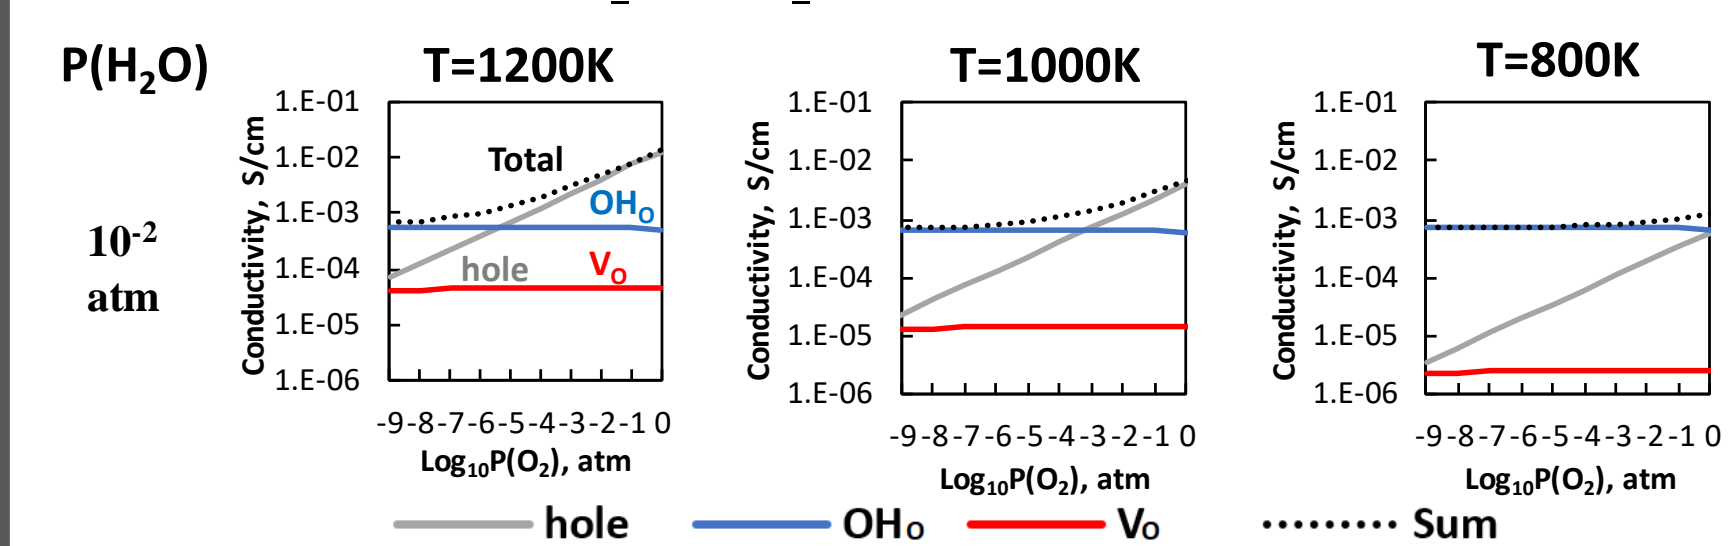 P(H₂O)
T=1200K
T=1000K
T=800K
10⁻²
atm
Conductivity, S/cm
1.E-01
1.E-02
1.E-03
1.E-04
1.E-05
1.E-06
Total
OHₒ
hole
Vₒ
-9 -8 -7 -6 -5 -4 -3 -2 -1 0
Log₁₀P(O₂), atm
Conductivity, S/cm
1.E-01
1.E-02
1.E-03
1.E-04
1.E-05
1.E-06
-9 -8 -7 -6 -5 -4 -3 -2 -1 0
Log₁₀P(O₂), atm
Conductivity, S/cm
1.E-01
1.E-02
1.E-03
1.E-04
1.E-05
1.E-06
-9 -8 -7 -6 -5 -4 -3 -2 -1 0
Log₁₀P(O₂), atm
hole
OHₒ
Vₒ
Sum